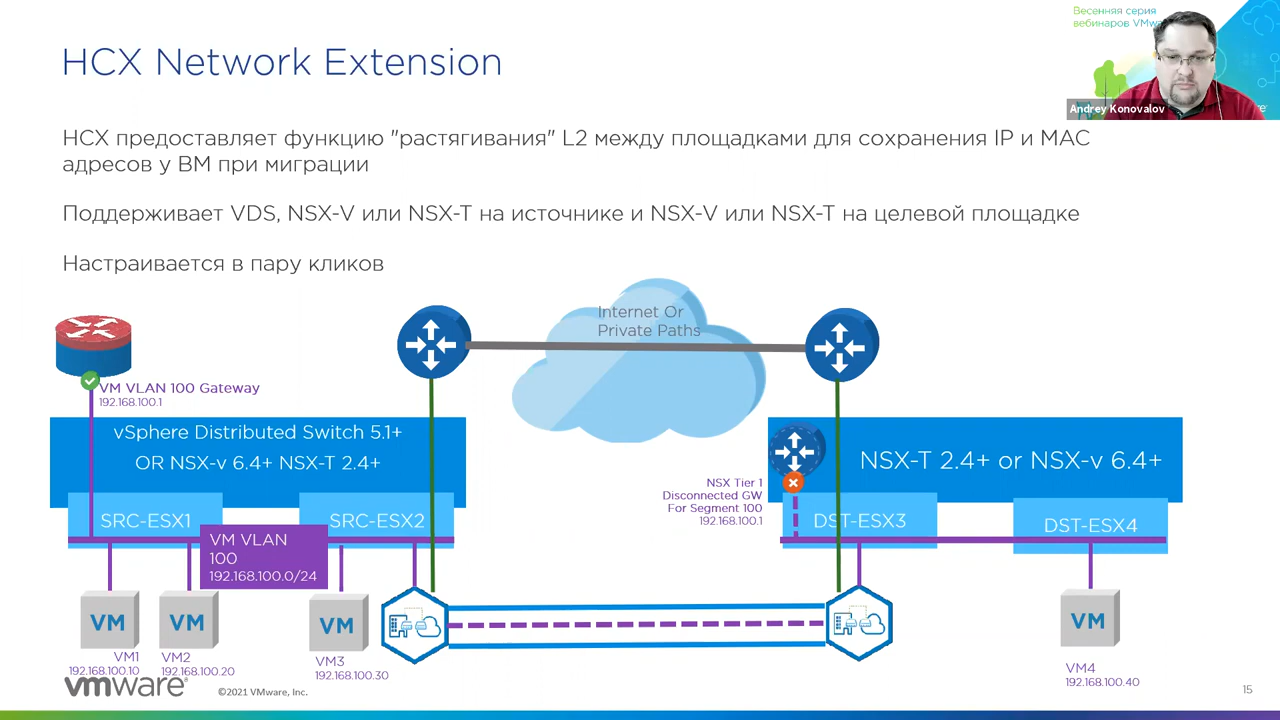 Весенняя серия
вебинаров VMwa
HCX Network Extension
Andrey Konovalov
HCX предоставляет функцию "растягивания" L2 между площадками для сохранения IP и MAC
адресов у ВМ при миграции
Поддерживает VDS, NSX-V или NSX-T на источнике и NSX-V или NSX-T на целевой площадке
Настраивается в пару кликов
Internet Or
Private Paths
VM VLAN 100 Gateway
192.168.100.1
vSphere Distributed Switch 5.1+
OR NSX-v 6.4+ NSX-T 2.4+
NSX-T 2.4+ or NSX-v 6.4+
NSX Tier 1
Disconnected GW
For Segment 100
192.168.100.1
SRC-ESX1
SRC-ESX2
DST-ESX3
DST-ESX4
VM VLAN
100
192.168.100.0/24
VM
VM
VM
VM
VM1
192.168.100.10
VM2
192.168.100.20
VM3
192.168.100.30
VM4
192.168.100.40
vmware®
©2021 VMware, Inc.
15